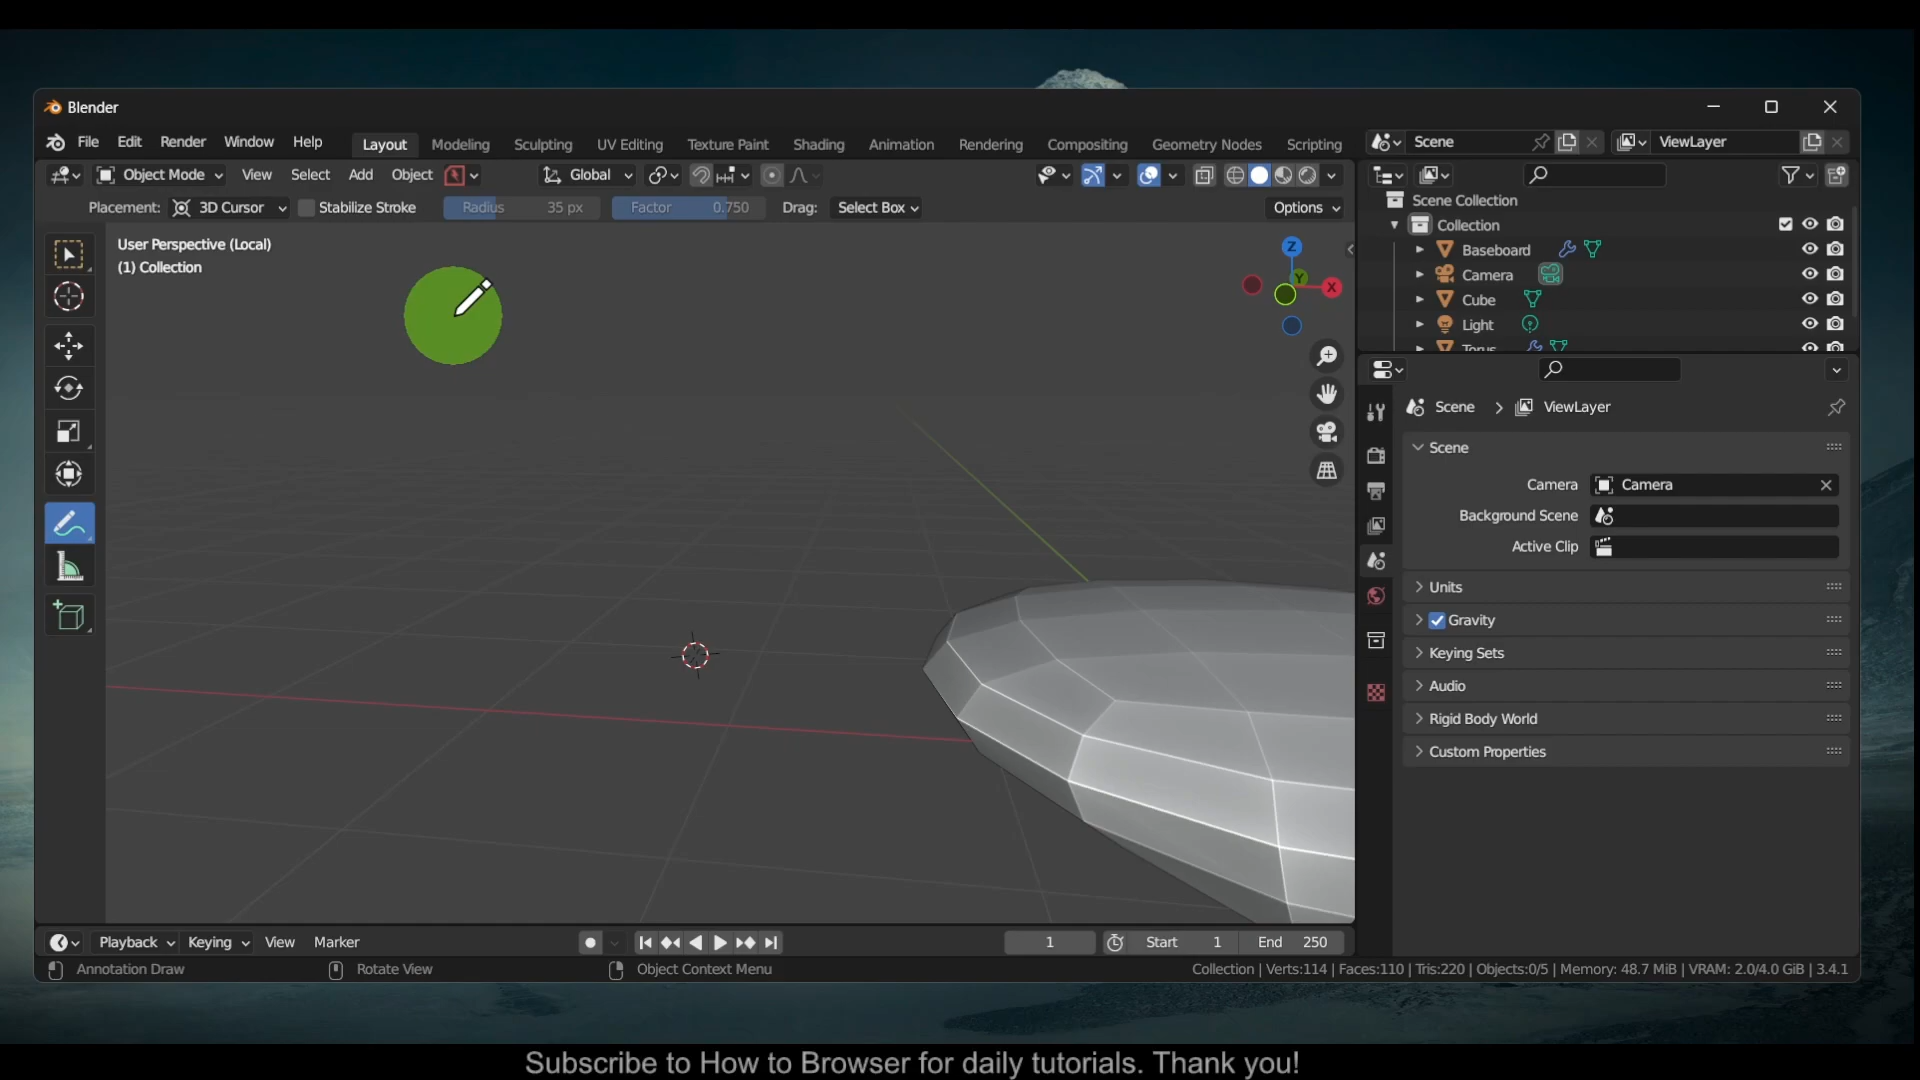 Blender
File Edit Render Window Help Layout Modeling Sculpting UV Editing Texture Paint Shading Animation Rendering Compositing Geometry Nodes Scripting Scene ViewLayer
Object Mode View Select Add Object Global
Placement: 3D Cursor Stabilize Stroke Radius 35 px Factor 0.750 Drag: Select Box Options
User Perspective (Local)
(1) Collection
Z
Y
X
Scene Collection
Collection
Baseboard
Camera
Cube
Light
Torus
Scene > ViewLayer
Scene
Camera Camera
Background Scene
Active Clip
Units
Gravity
Keying Sets
Audio
Rigid Body World
Custom Properties
Playback Keying View Marker 1 Start 1 End 250
Annotation Draw Rotate View Object Context Menu Collection | Verts:114 | Faces:110 | Tris:220 | Objects:0/5 | Memory: 48.7 MiB | VRAM: 2.0/4.0 GiB | 3.4.1
Subscribe to How to Browser for daily tutorials. Thank you!